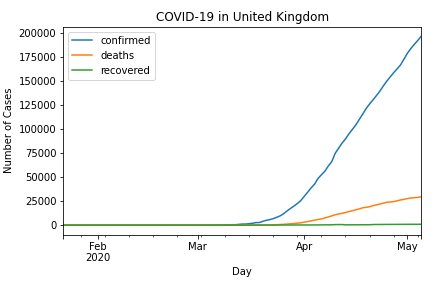 COVID-19 in United Kingdom
confirmed
deaths
recovered
Number of Cases
200000
175000
150000
125000
100000
75000
50000
25000
0
Feb
2020
Mar
Apr
May
Day